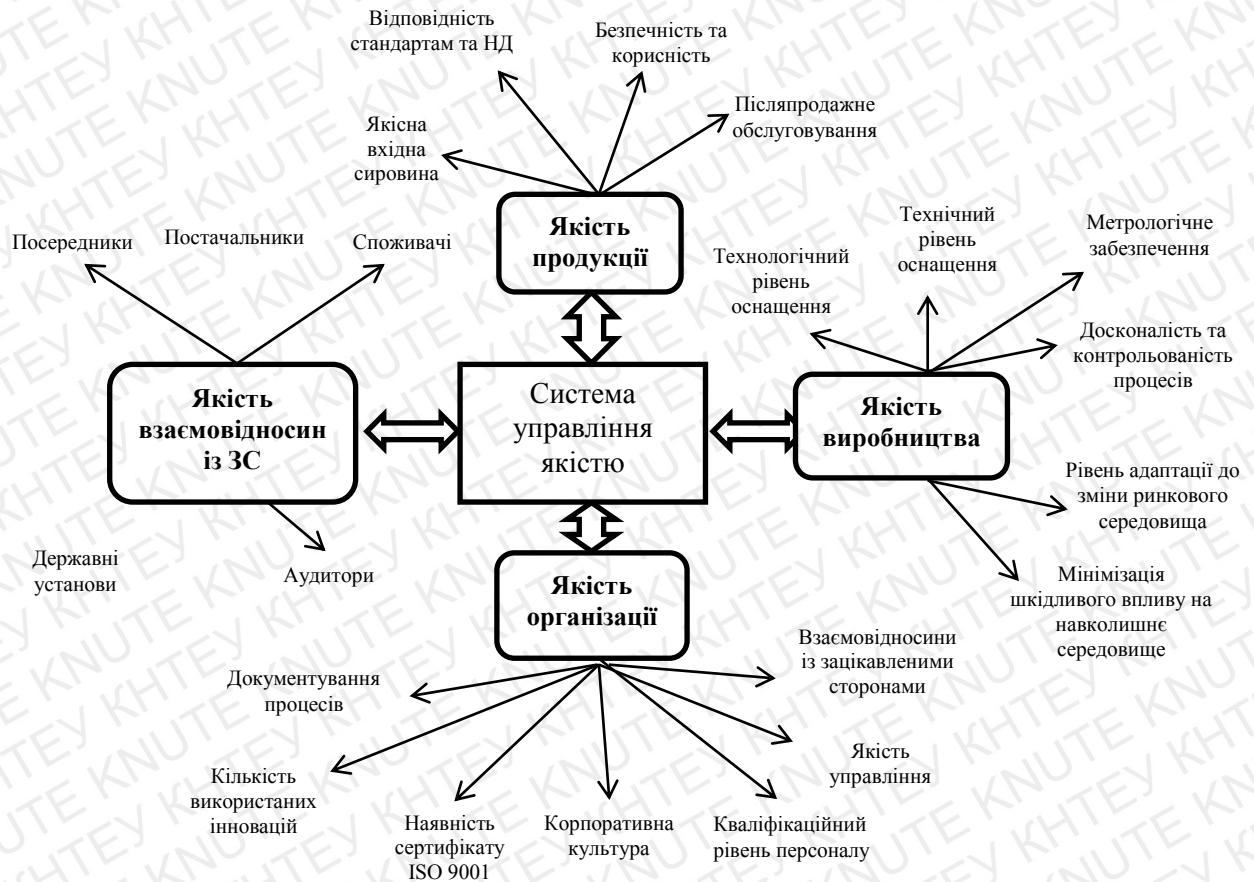 Відповідність
стандартам та НД
Безпечність та
корисність
Післяпродажне
обслуговування
Якісна
вхідна
сировина
Якість
продукції
Посередники
Постачальники
Споживачі
Технологічний
рівень
оснащення
Технічний
рівень
оснащення
Метрологічне
забезпечення
Досконалість та
контрольованість
процесів
Якість
взаємовідносин
із ЗС
Система
управління
якістю
Якість
виробництва
Рівень адаптації до
зміни ринкового
середовища
Мінімізація
шкідливого впливу на
навколишнє
середовище
Державні
установи
Аудитори
Якість
організації
Взаємовідносини
із зацікавленими
сторонами
Документування
процесів
Якість
управління
Кількість
використаних
інновацій
Наявність
сертифікату
ISO 9001
Корпоративна
культура
Кваліфікаційний
рівень персоналу
KNUTE КНТЕУ